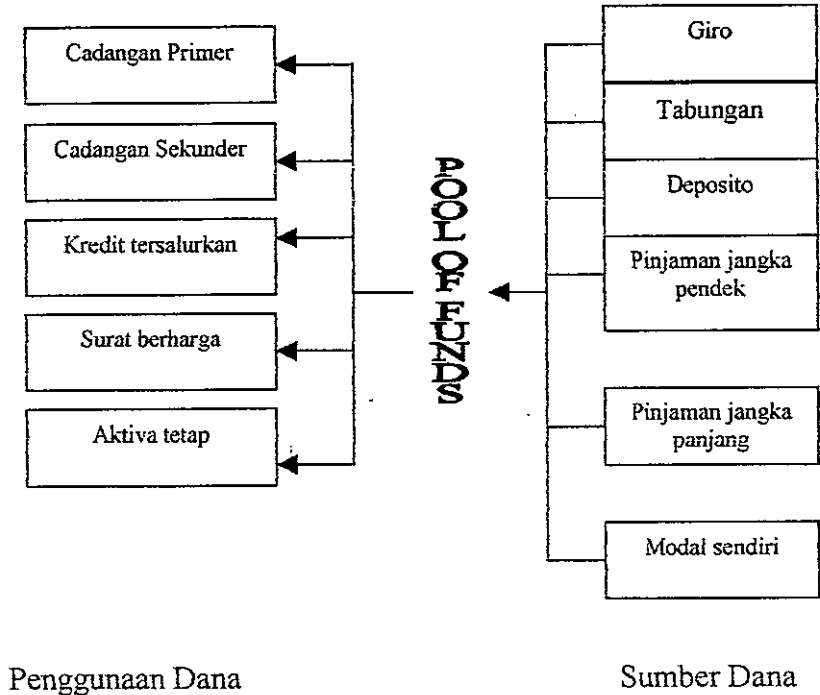 Cadangan Primer
Cadangan Sekunder
Kredit tersalurkan
Surat berharga
Aktiva tetap
POOL OF FUNDS
Giro
Tabungan
Deposito
Pinjaman jangka
pendek
Pinjaman jangka
panjang
Modal sendiri
Penggunaan Dana
Sumber Dana